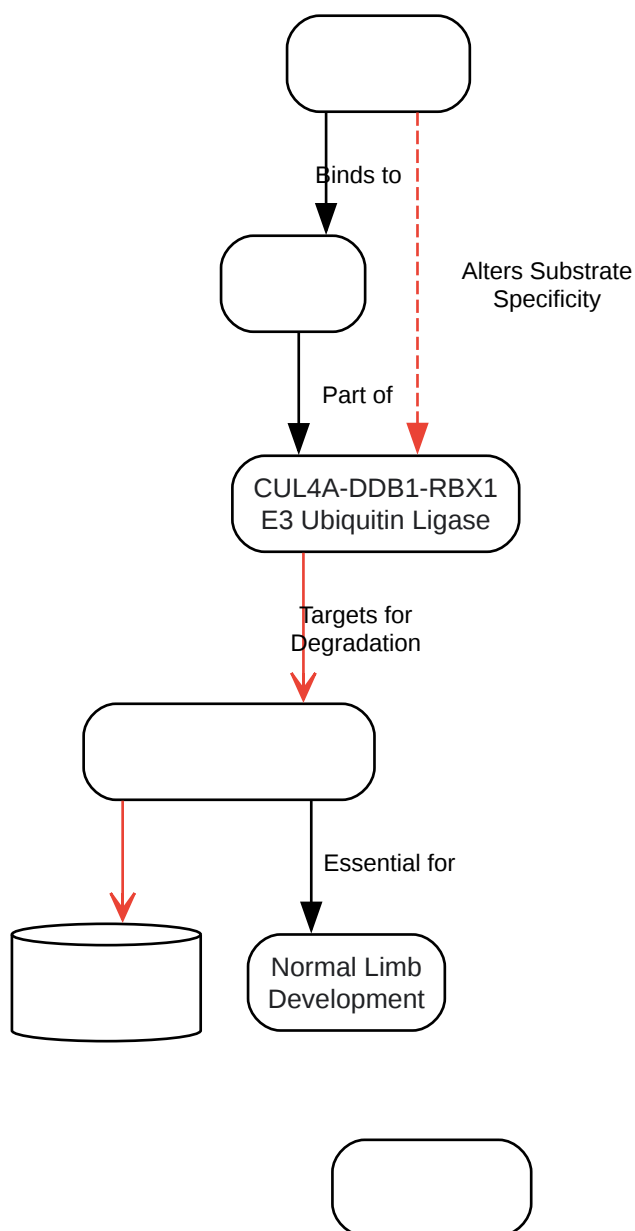 Binds to
Alters Substrate
Specificity
Part of
CUL4A-DDB1-RBX1
E3 Ubiquitin Ligase
Targets for
Degradation
Essential for
Normal Limb
Development